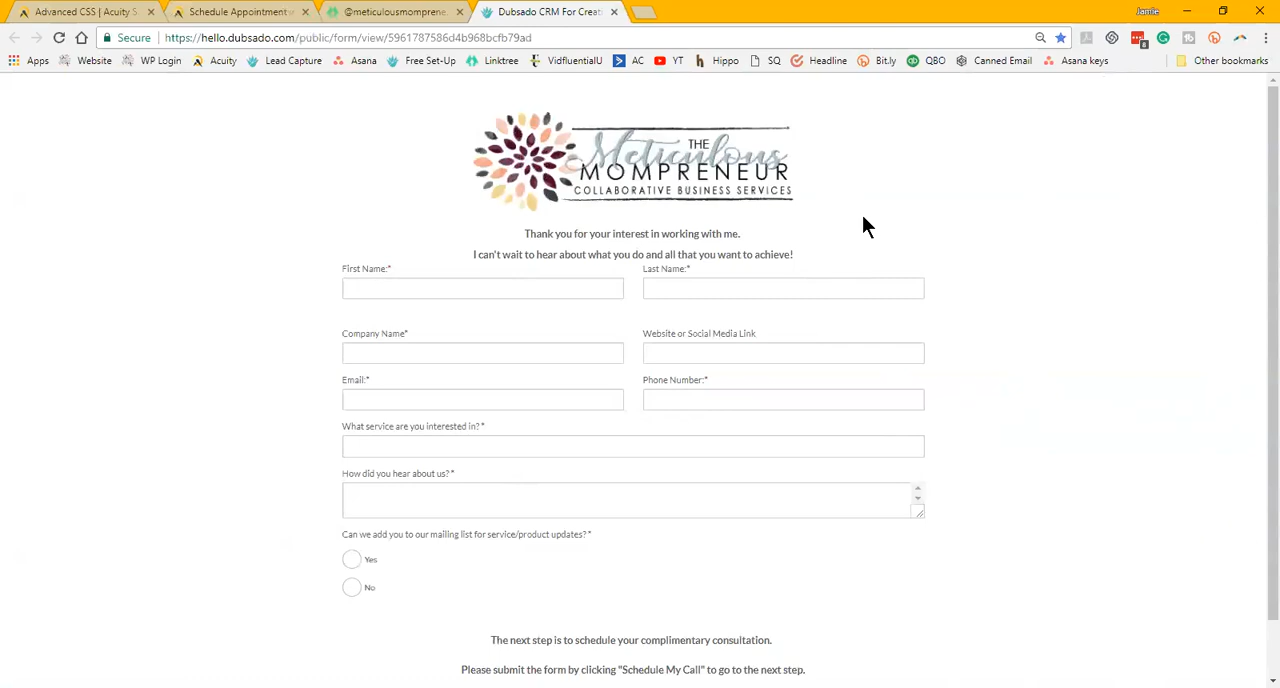 Advanced CSS | Acuity S
Schedule Appointment w
@meticulousmomprene
Dubsado CRM For Creati
Jamie
Secure
https://hello.dubsado.com/public/form/view/5961787586d4b968bcfb79ad
8
Apps Website WP Login Acuity Lead Capture Asana Free Set-Up Linktree VidfluentialU AC YT Hippo SQ Headline Bit.ly QBO Canned Email Asana keys Other bookmarks
THE
Meticulous
MOMPRENEUR
COLLABORATIVE BUSINESS SERVICES
Thank you for your interest in working with me.
I can't wait to hear about what you do and all that you want to achieve!
First Name:* Last Name:*
Company Name* Website or Social Media Link
Email:* Phone Number:*
What service are you interested in?*
How did you hear about us?*
Can we add you to our mailing list for service/product updates?*
Yes
No
The next step is to schedule your complimentary consultation.
Please submit the form by clicking "Schedule My Call" to go to the next step.